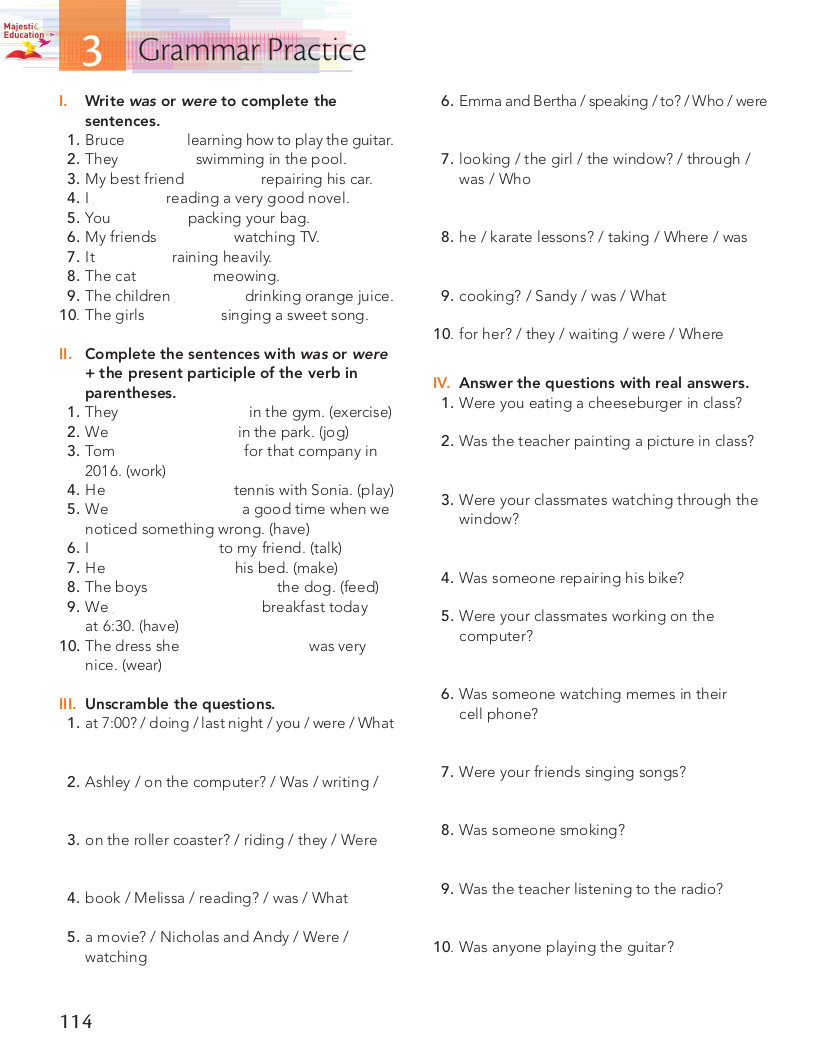 Majestic
Education
3
Grammar Practice
I. Write was or were to complete the
sentences.
1. Bruce learning how to play the guitar.
2. They swimming in the pool.
3. My best friend repairing his car.
4. I reading a very good novel.
5. You packing your bag.
6. My friends watching TV.
7. It raining heavily.
8. The cat meowing.
9. The children drinking orange juice.
10. The girls singing a sweet song.
II. Complete the sentences with was or were
+ the present participle of the verb in
parentheses.
1. They in the gym. (exercise)
2. We in the park. (jog)
3. Tom for that company in
2016. (work)
4. He tennis with Sonia. (play)
5. We a good time when we
noticed something wrong. (have)
6. I to my friend. (talk)
7. He his bed. (make)
8. The boys the dog. (feed)
9. We breakfast today
at 6:30. (have)
10. The dress she was very
nice. (wear)
III. Unscramble the questions.
1. at 7:00? / doing / last night / you / were / What
2. Ashley / on the computer? / Was / writing /
3. on the roller coaster? / riding / they / Were
4. book / Melissa / reading? / was / What
5. a movie? / Nicholas and Andy / Were /
watching
6. Emma and Bertha / speaking / to? / Who / were
7. looking / the girl / the window? / through /
was / Who
8. he / karate lessons? / taking / Where / was
9. cooking? / Sandy / was / What
10. for her? / they / waiting / were / Where
IV. Answer the questions with real answers.
1. Were you eating a cheeseburger in class?
2. Was the teacher painting a picture in class?
3. Were your classmates watching through the
window?
4. Was someone repairing his bike?
5. Were your classmates working on the
computer?
6. Was someone watching memes in their
cell phone?
7. Were your friends singing songs?
8. Was someone smoking?
9. Was the teacher listening to the radio?
10. Was anyone playing the guitar?
114